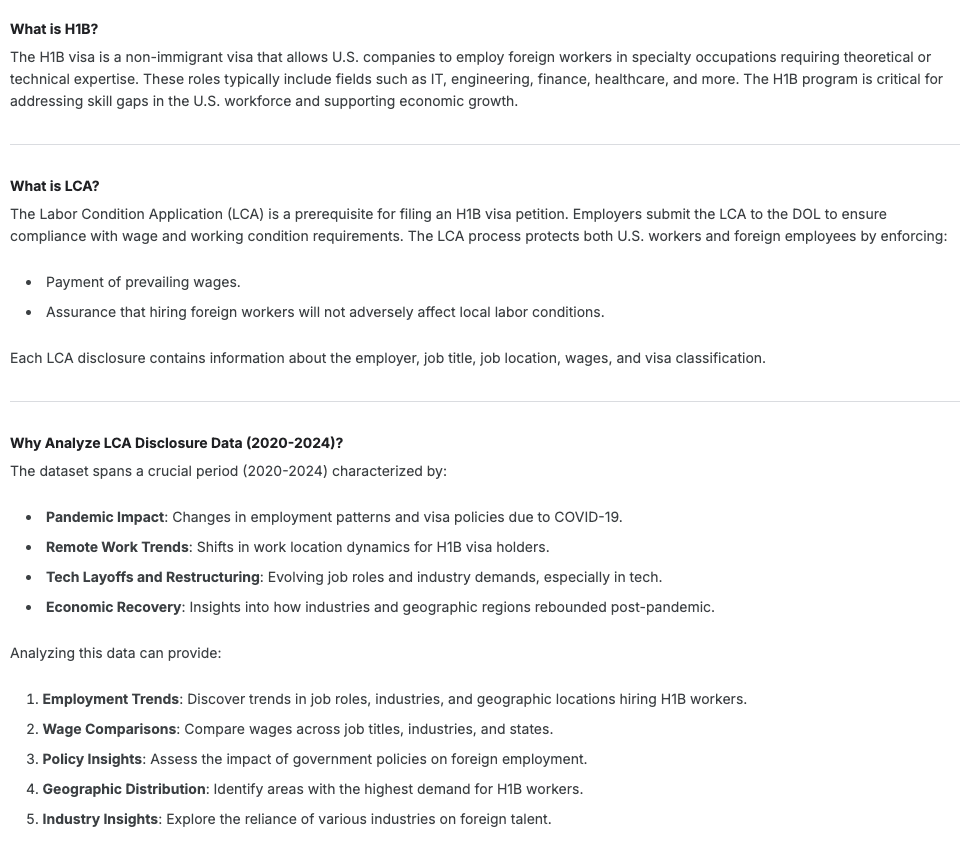 What is H1B?
The H1B visa is a non-immigrant visa that allows U.S. companies to employ foreign workers in specialty occupations requiring theoretical or
technical expertise. These roles typically include fields such as IT, engineering, finance, healthcare, and more. The H1B program is critical for
addressing skill gaps in the U.S. workforce and supporting economic growth.
What is LCA?
The Labor Condition Application (LCA) is a prerequisite for filing an H1B visa petition. Employers submit the LCA to the DOL to ensure
compliance with wage and working condition requirements. The LCA process protects both U.S. workers and foreign employees by enforcing:
• Payment of prevailing wages.
• Assurance that hiring foreign workers will not adversely affect local labor conditions.
Each LCA disclosure contains information about the employer, job title, job location, wages, and visa classification.
Why Analyze LCA Disclosure Data (2020-2024)?
The dataset spans a crucial period (2020-2024) characterized by:
• Pandemic Impact: Changes in employment patterns and visa policies due to COVID-19.
• Remote Work Trends: Shifts in work location dynamics for H1B visa holders.
• Tech Layoffs and Restructuring: Evolving job roles and industry demands, especially in tech.
• Economic Recovery: Insights into how industries and geographic regions rebounded post-pandemic.
Analyzing this data can provide:
1. Employment Trends: Discover trends in job roles, industries, and geographic locations hiring H1B workers.
2. Wage Comparisons: Compare wages across job titles, industries, and states.
3. Policy Insights: Assess the impact of government policies on foreign employment.
4. Geographic Distribution: Identify areas with the highest demand for H1B workers.
5. Industry Insights: Explore the reliance of various industries on foreign talent.